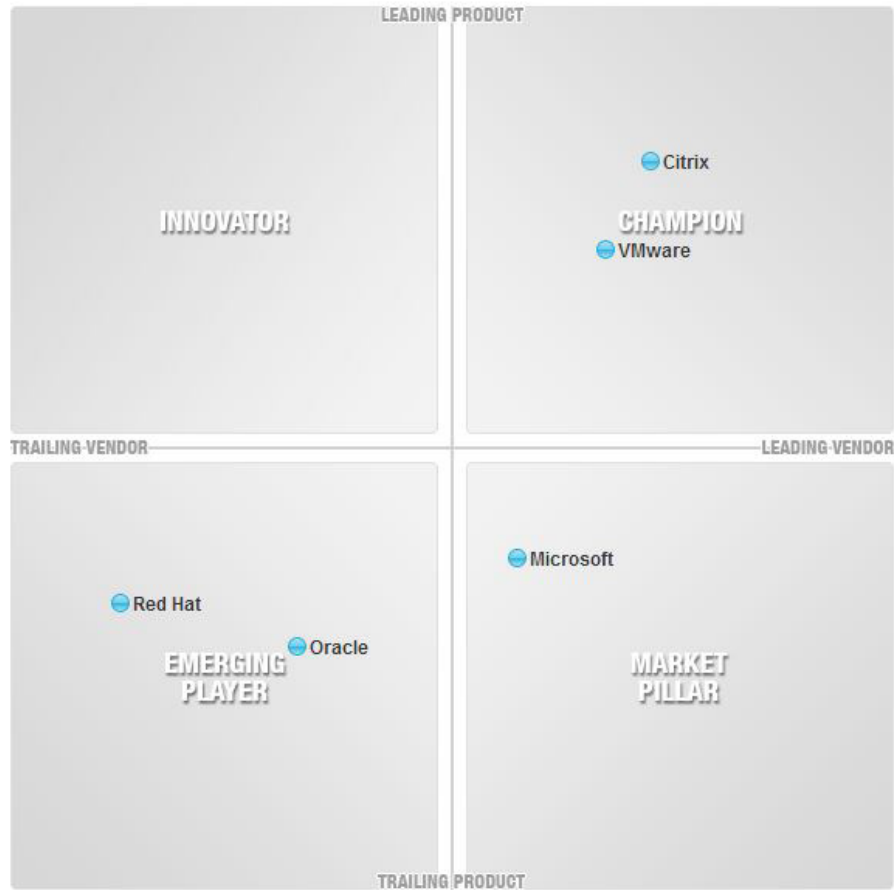 LEADING PRODUCT
Citrix
INNOVATOR
CHAMPION
VMware
TRAILING VENDOR
LEADING VENDOR
Microsoft
Red Hat
Oracle
EMERGING
PLAYER
MARKET
PILLAR
TRAILING PRODUCT